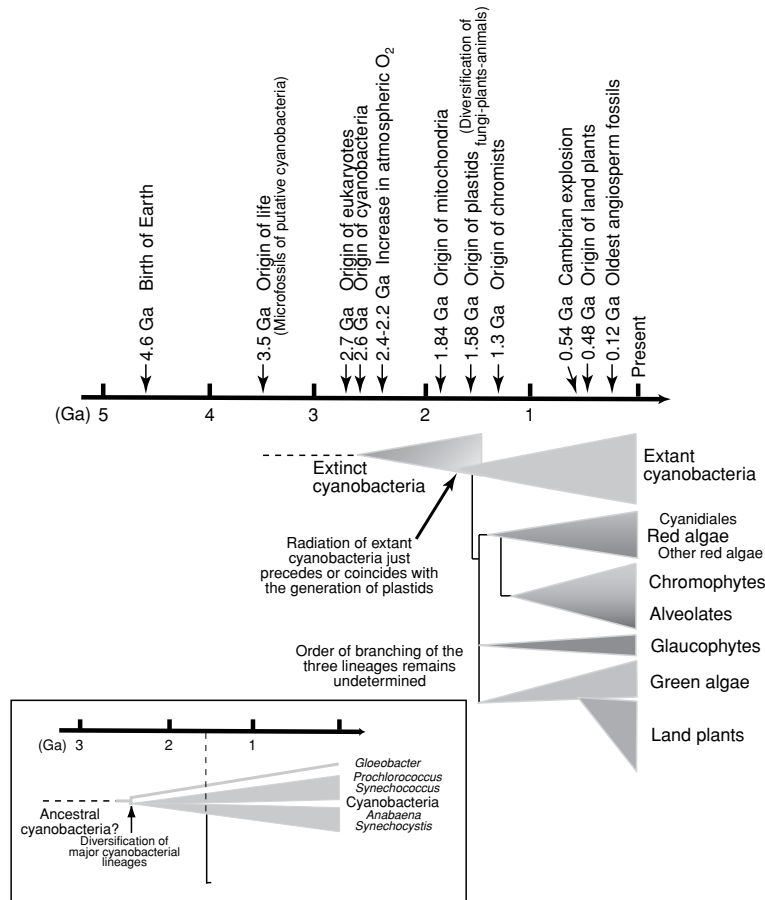 4.6 Ga Birth of Earth
3.5 Ga Origin of life
(Microfossils of putative cyanobacteria)
2.7 Ga Origin of eukaryotes
2.6 Ga Origin of cyanobacteria
2.4-2.2 Ga Increase in atmospheric O2
1.84 Ga Origin of mitochondria
1.58 Ga Origin of plastids
(Diversification of
fungi-plants-animals)
1.3 Ga Origin of chromists
0.54 Ga Cambrian explosion
0.48 Ga Origin of land plants
0.12 Ga Oldest angiosperm fossils
Present
(Ga) 5 4 3 2 1
Extinct
cyanobacteria
Extant
cyanobacteria
Radiation of extant
cyanobacteria just
precedes or coincides with
the generation of plastids
Cyanidiales
Red algae
Other red algae
Chromophytes
Alveolates
Order of branching of the
three lineages remains
undetermined
Glaucophytes
Green algae
Land plants
(Ga) 3 2 1
Gloeobacter
Prochlorococcus
Synechococcus
Cyanobacteria
Anabaena
Synechocystis
Ancestral
cyanobacteria?
Diversification of
major cyanobacterial
lineages